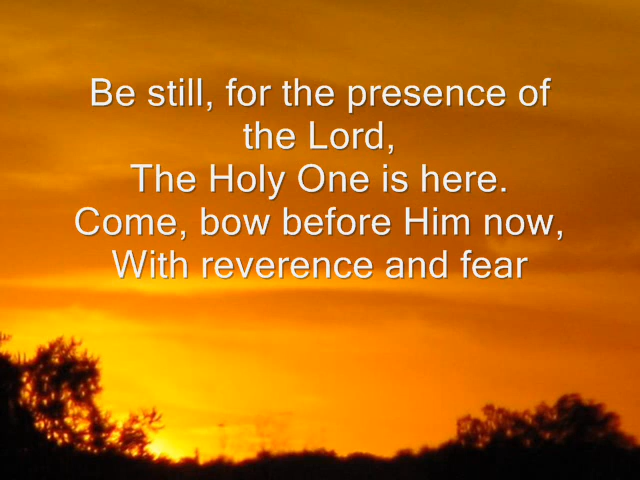 Be still, for the presence of
the Lord,
The Holy One is here.
Come, bow before Him now,
With reverence and fear